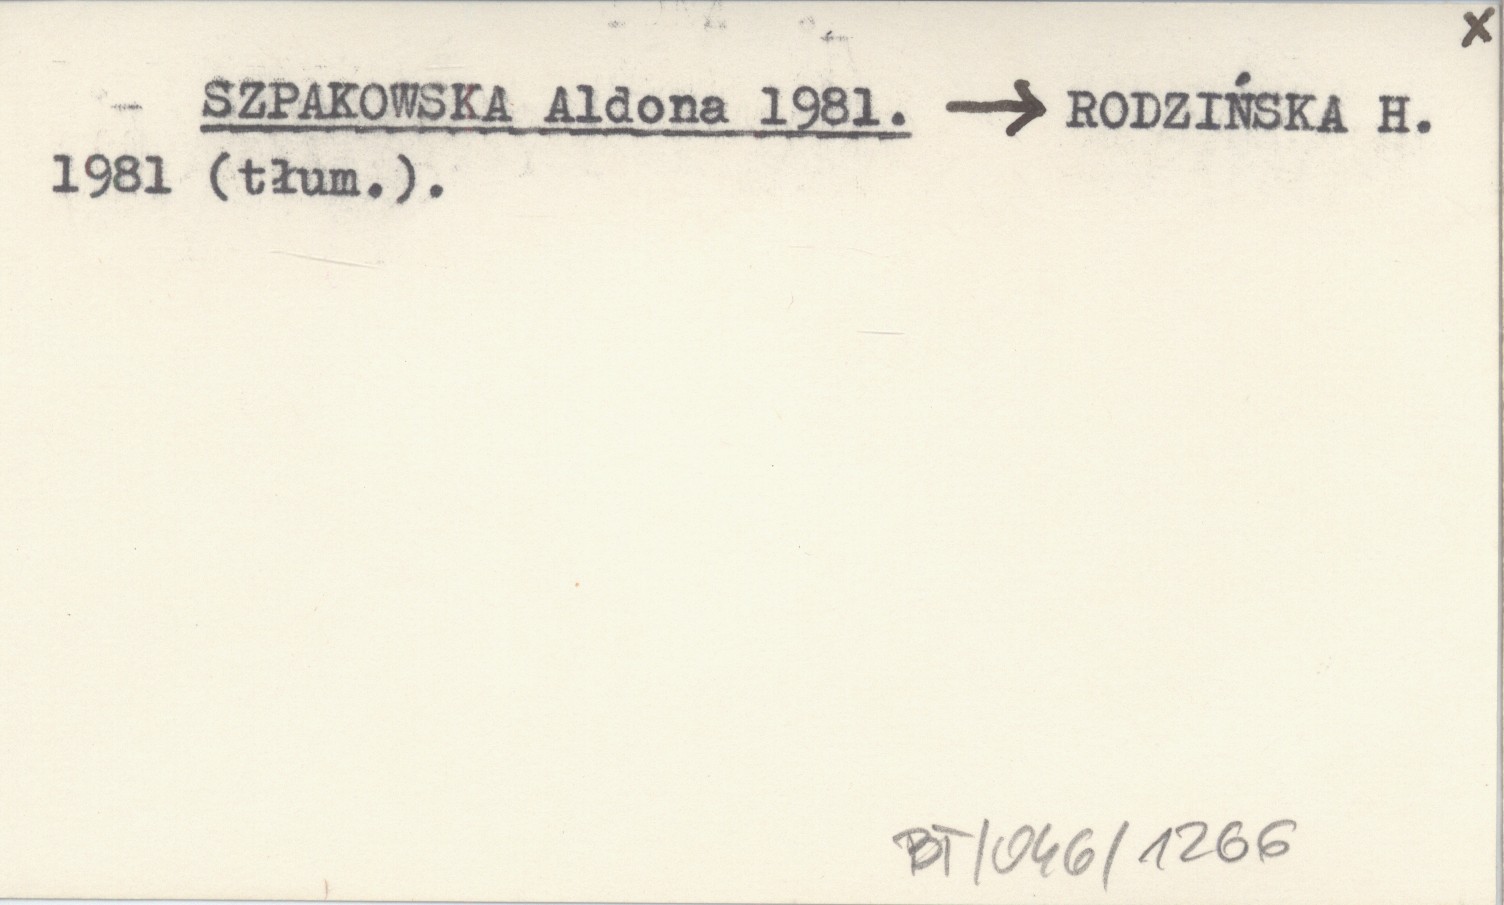 x
SZPAKOWSKA Aldona 1981. → RODZIŃSKA H.
1981 (tłum.).
BT/046/1266